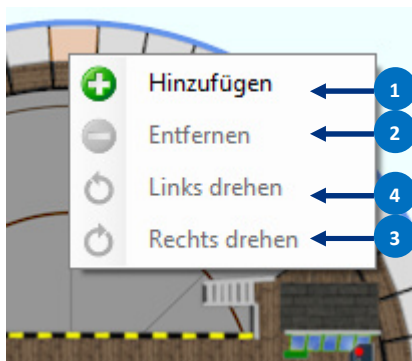 Hinzufügen 1
Entfernen 2
Links drehen 4
Rechts drehen 3